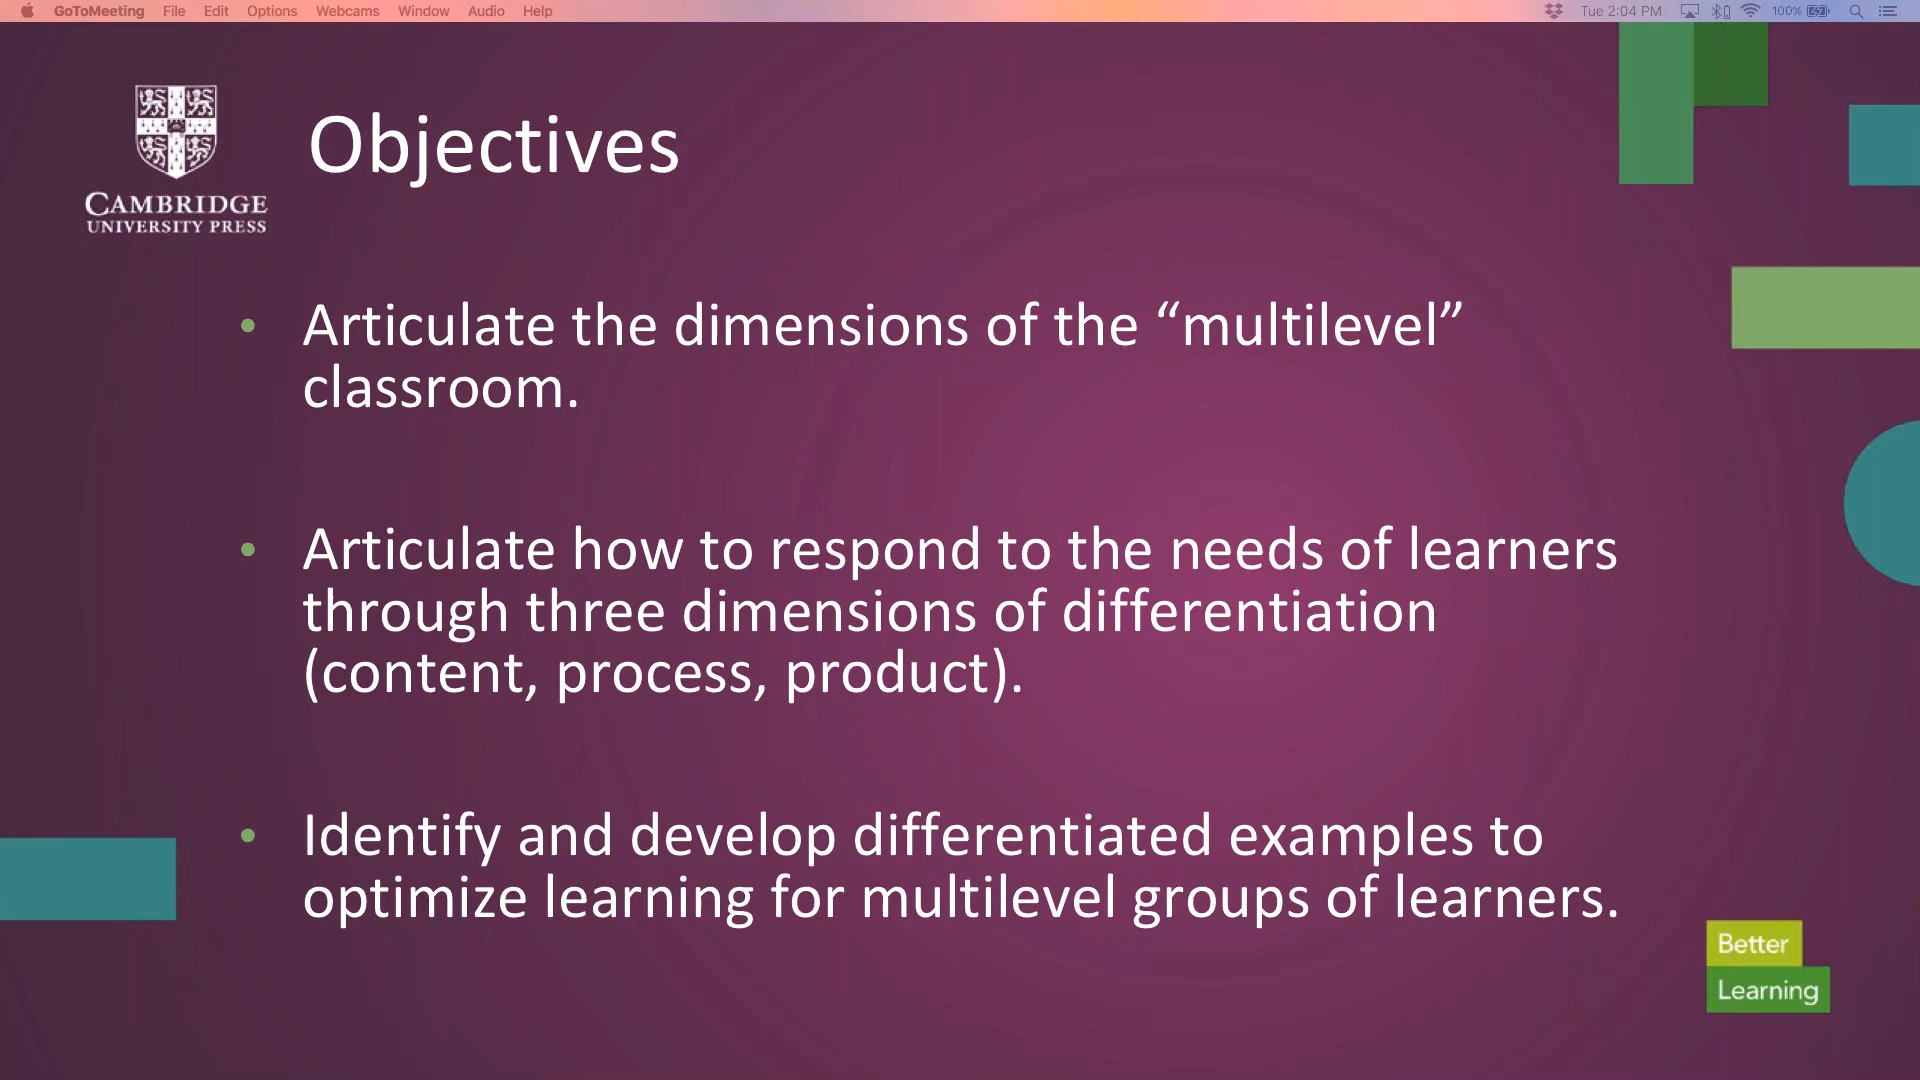 GoToMeeting File Edit Options Webcams Window Audio Help Tue 2:04 PM 100%
CAMBRIDGE
UNIVERSITY PRESS
Objectives
• Articulate the dimensions of the “multilevel”
classroom.
• Articulate how to respond to the needs of learners
through three dimensions of differentiation
(content, process, product).
• Identify and develop differentiated examples to
optimize learning for multilevel groups of learners.
Better
Learning